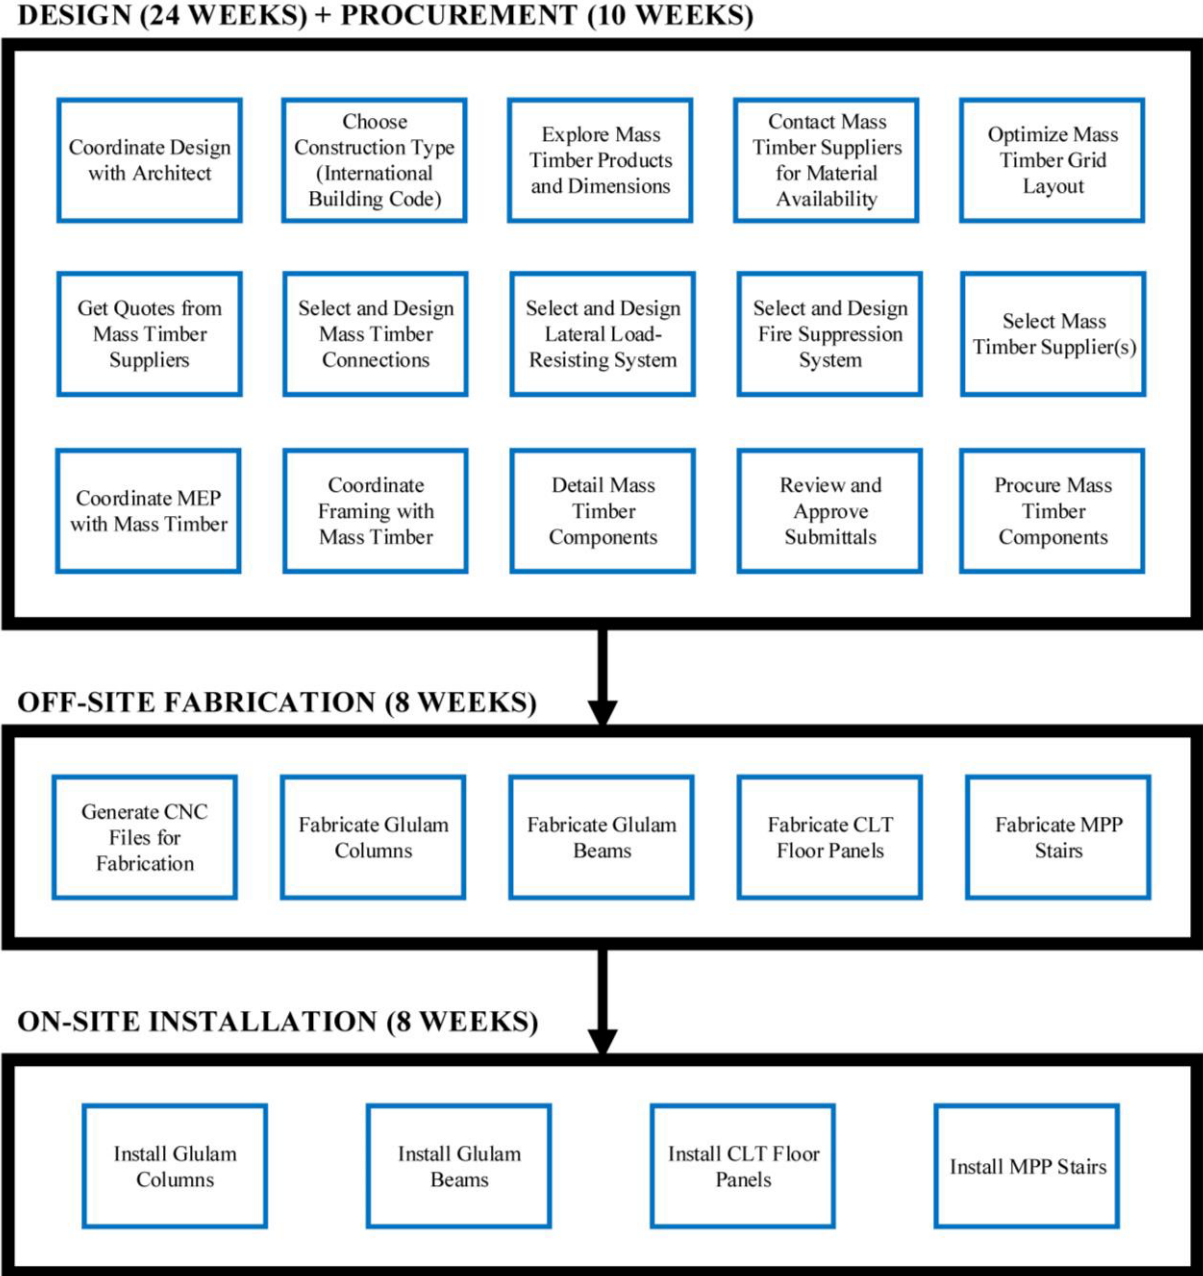 DESIGN (24 WEEKS) + PROCUREMENT (10 WEEKS)
Coordinate Design
with Architect
Choose
Construction Type
(International
Building Code)
Explore Mass
Timber Products
and Dimensions
Contact Mass
Timber Suppliers
for Material
Availability
Optimize Mass
Timber Grid
Layout
Get Quotes from
Mass Timber
Suppliers
Select and Design
Mass Timber
Connections
Select and Design
Lateral Load-
Resisting System
Select and Design
Fire Suppression
System
Select Mass
Timber Supplier(s)
Coordinate MEP
with Mass Timber
Coordinate
Framing with
Mass Timber
Detail Mass
Timber
Components
Review and
Approve
Submittals
Procure Mass
Timber
Components
OFF-SITE FABRICATION (8 WEEKS)
Generate CNC
Files for
Fabrication
Fabricate Glulam
Columns
Fabricate Glulam
Beams
Fabricate CLT
Floor Panels
Fabricate MPP
Stairs
ON-SITE INSTALLATION (8 WEEKS)
Install Glulam
Columns
Install Glulam
Beams
Install CLT Floor
Panels
Install MPP Stairs